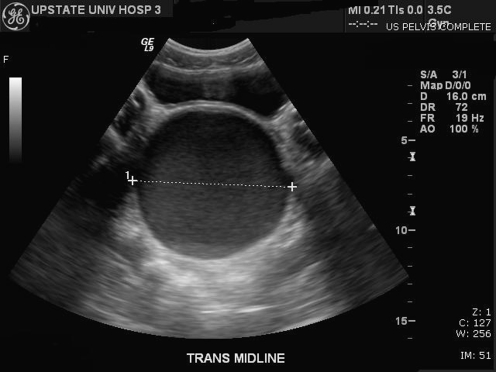 GE UPSTATE UNIV HOSP 3
MI 0.21 TIs 0.0 3.5C
--:--:-- Gyn
US PELVIS COMPLETE
GE
L9
F
S/A 3/1
Map D/0/0
D 16.0 cm
DR 72
FR 19 Hz
AO 100 %
5
1
10
15
Z: 1
C: 127
W: 256
IM: 51
TRANS MIDLINE